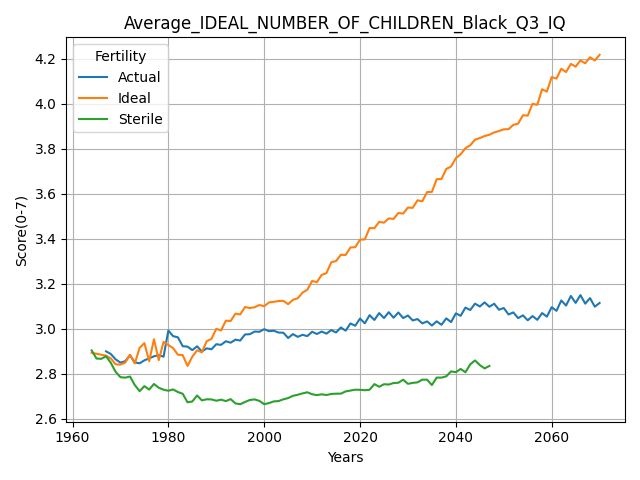 Average_IDEAL_NUMBER_OF_CHILDREN_Black_Q3_IQ
Fertility
Actual
Ideal
Sterile
Score(0-7)
4.2
4.0
3.8
3.6
3.4
3.2
3.0
2.8
2.6
1960
1980
2000
2020
2040
2060
Years